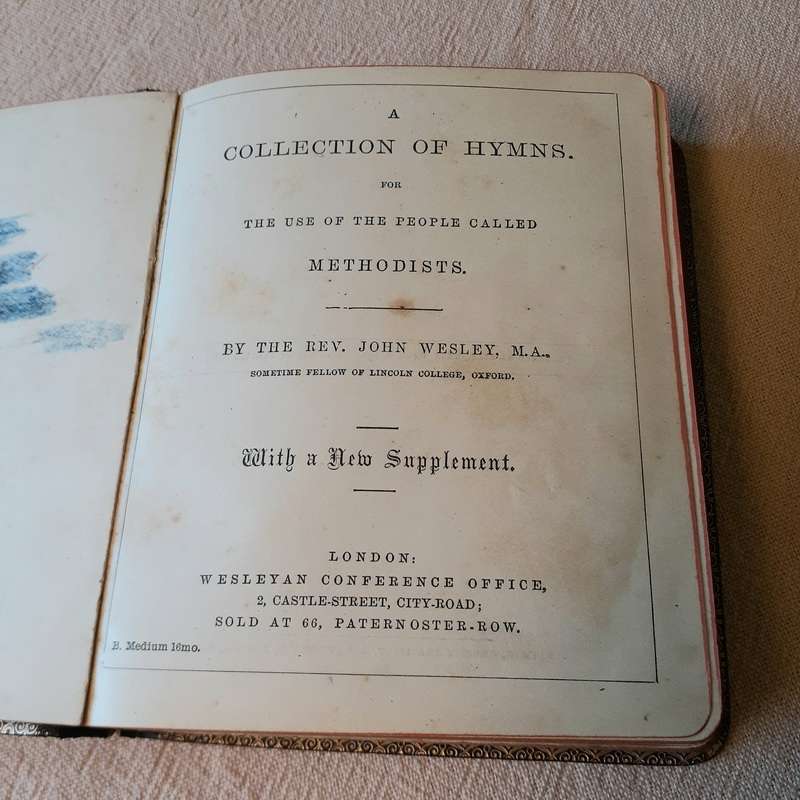 A
COLLECTION OF HYMNS.
FOR
THE USE OF THE PEOPLE CALLED
METHODISTS.
BY THE REV. JOHN WESLEY, M.A.,
SOMETIME FELLOW OF LINCOLN COLLEGE, OXFORD.
With a New Supplement.
LONDON:
WESLEYAN CONFERENCE OFFICE,
2, CASTLE-STREET, CITY-ROAD;
SOLD AT 66, PATERNOSTER-ROW.
B. Medium 16mo.